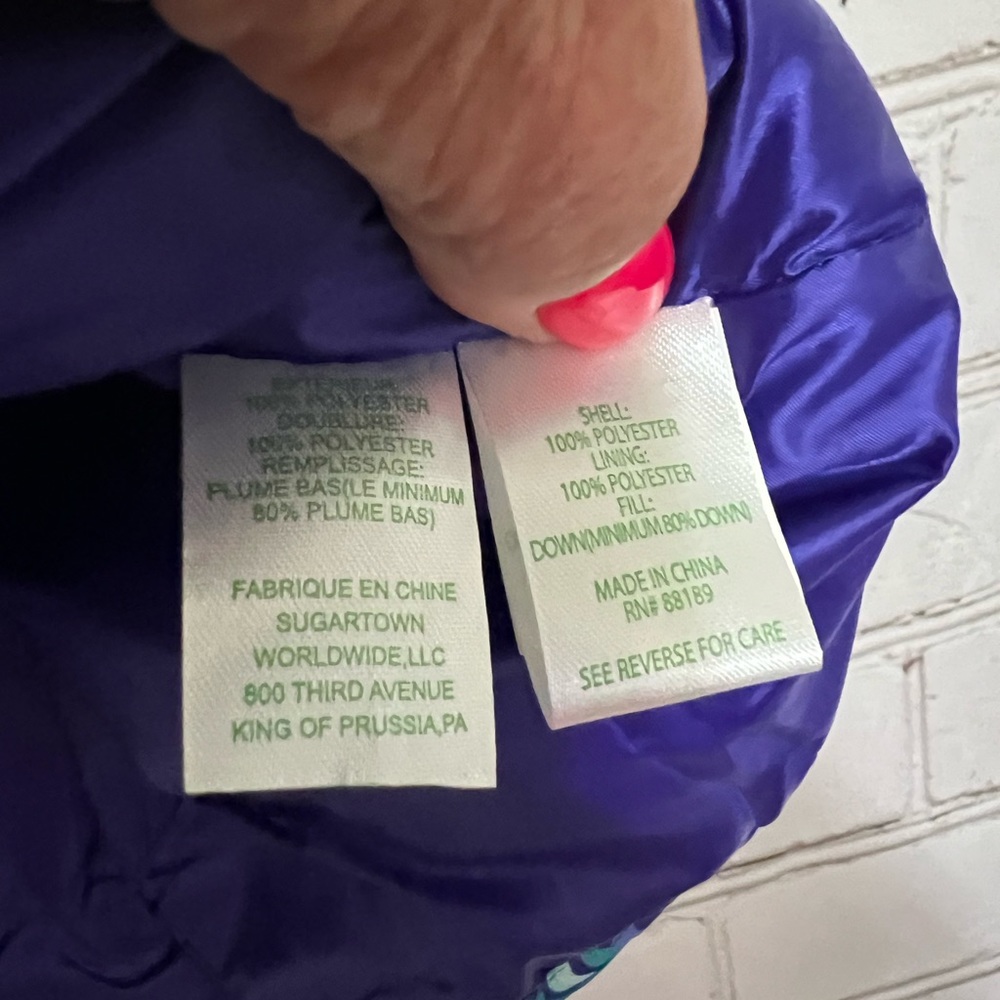 EXTERIEUR:
100% POLYESTER
DOUBLURE:
100% POLYESTER
REMPLISSAGE:
PLUME BAS(LE MINIMUM
80% PLUME BAS)
FABRIQUE EN CHINE
SUGARTOWN
WORLDWIDE,LLC
800 THIRD AVENUE
KING OF PRUSSIA,PA
SHELL:
100% POLYESTER
LINING:
100% POLYESTER
FILL:
DOWN(MINIMUM 80% DOWN)
MADE IN CHINA
RN# 88189
SEE REVERSE FOR CARE